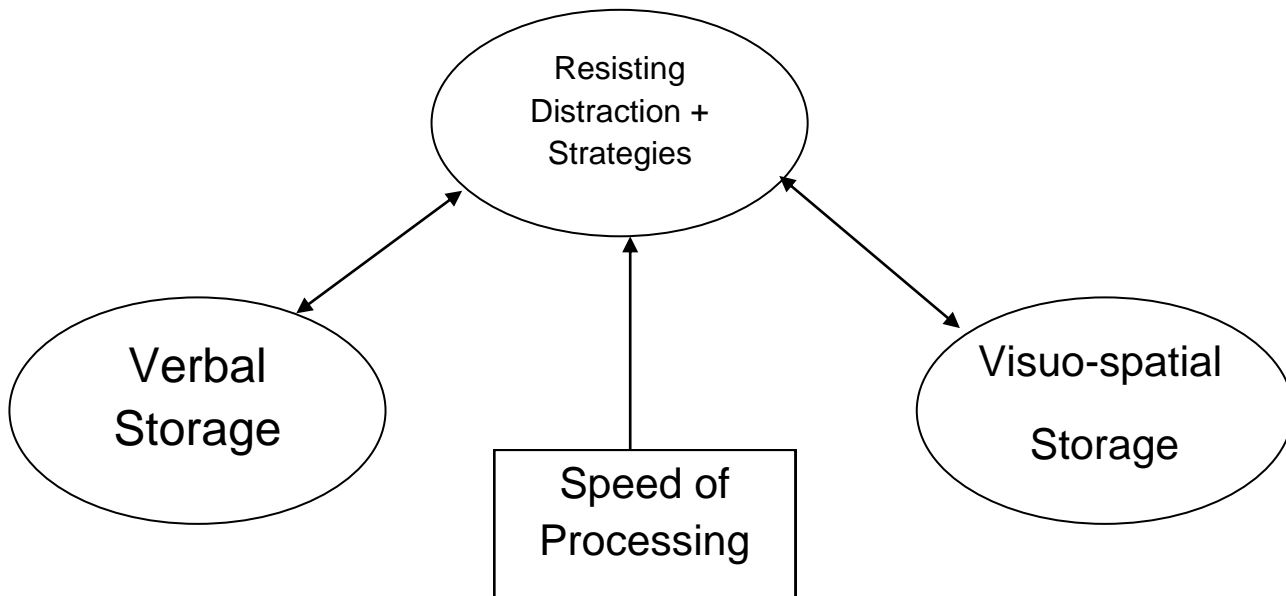 Resisting
Distraction +
Strategies
Verbal
Storage
Visuo-spatial
Storage
Speed of
Processing